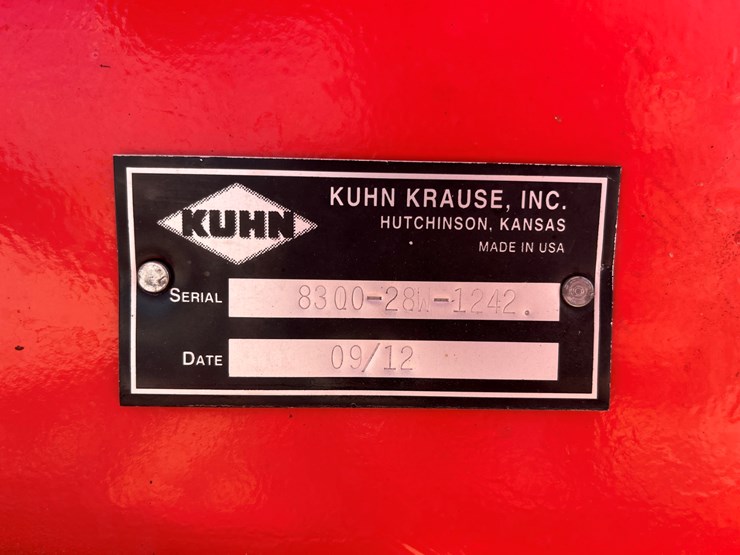 KUHN
KUHN KRAUSE, INC.
HUTCHINSON, KANSAS
MADE IN USA
SERIAL 8300-28W-1242
DATE 09/12